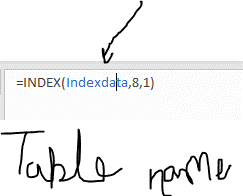 =INDEX(Indexdata,8,1)
Table name